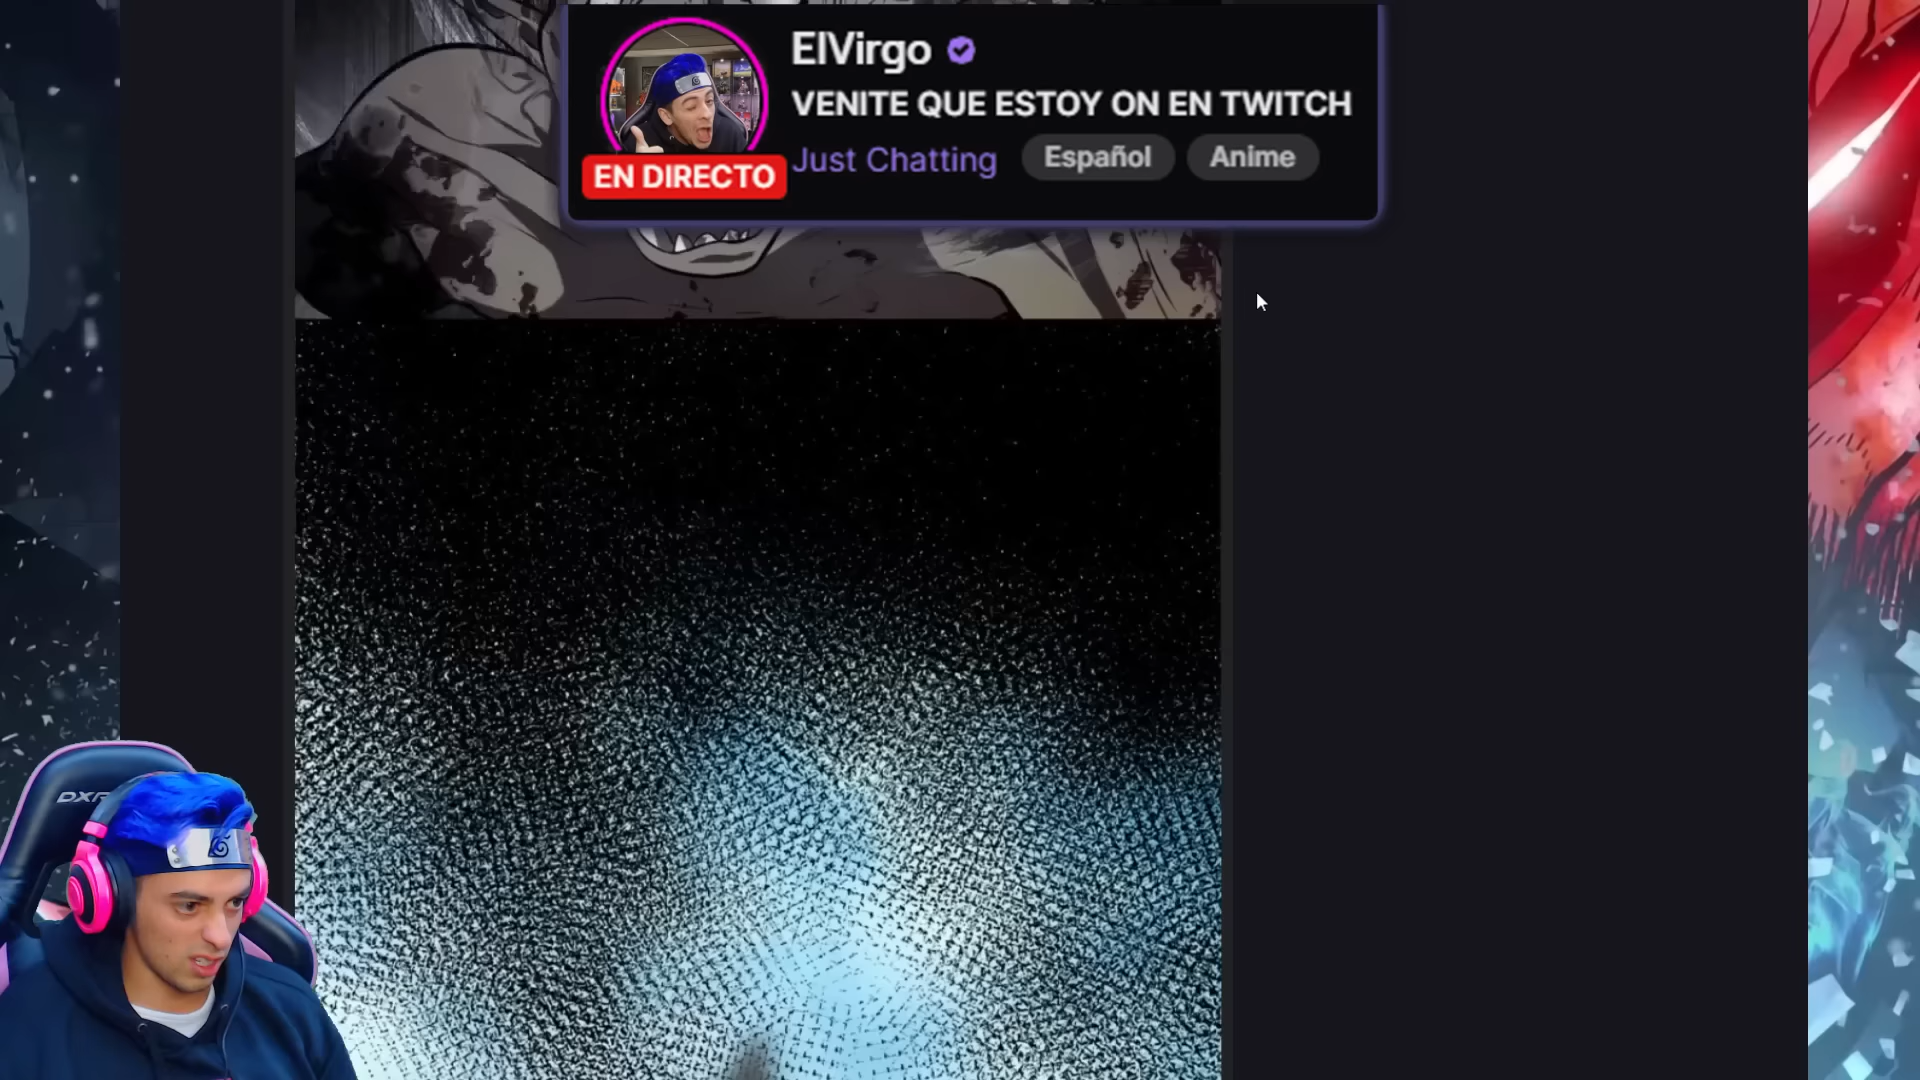 ElVirgo
VENITE QUE ESTOY ON EN TWITCH
EN DIRECTO
Just Chatting
Español
Anime